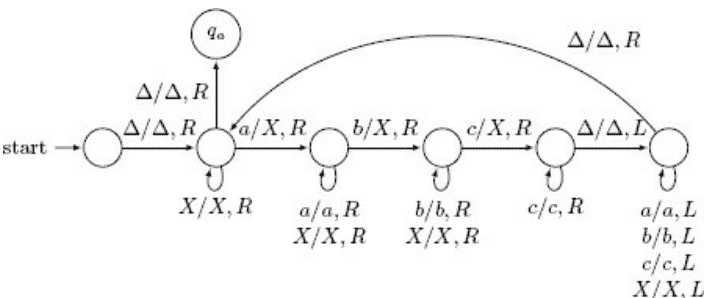 q_a
Δ/Δ, R
Δ/Δ, R
start
Δ/Δ, R
a/X, R
b/X, R
c/X, R
Δ/Δ, L
X/X, R
a/a, R
X/X, R
b/b, R
X/X, R
c/c, R
a/a, L
b/b, L
c/c, L
X/X, L